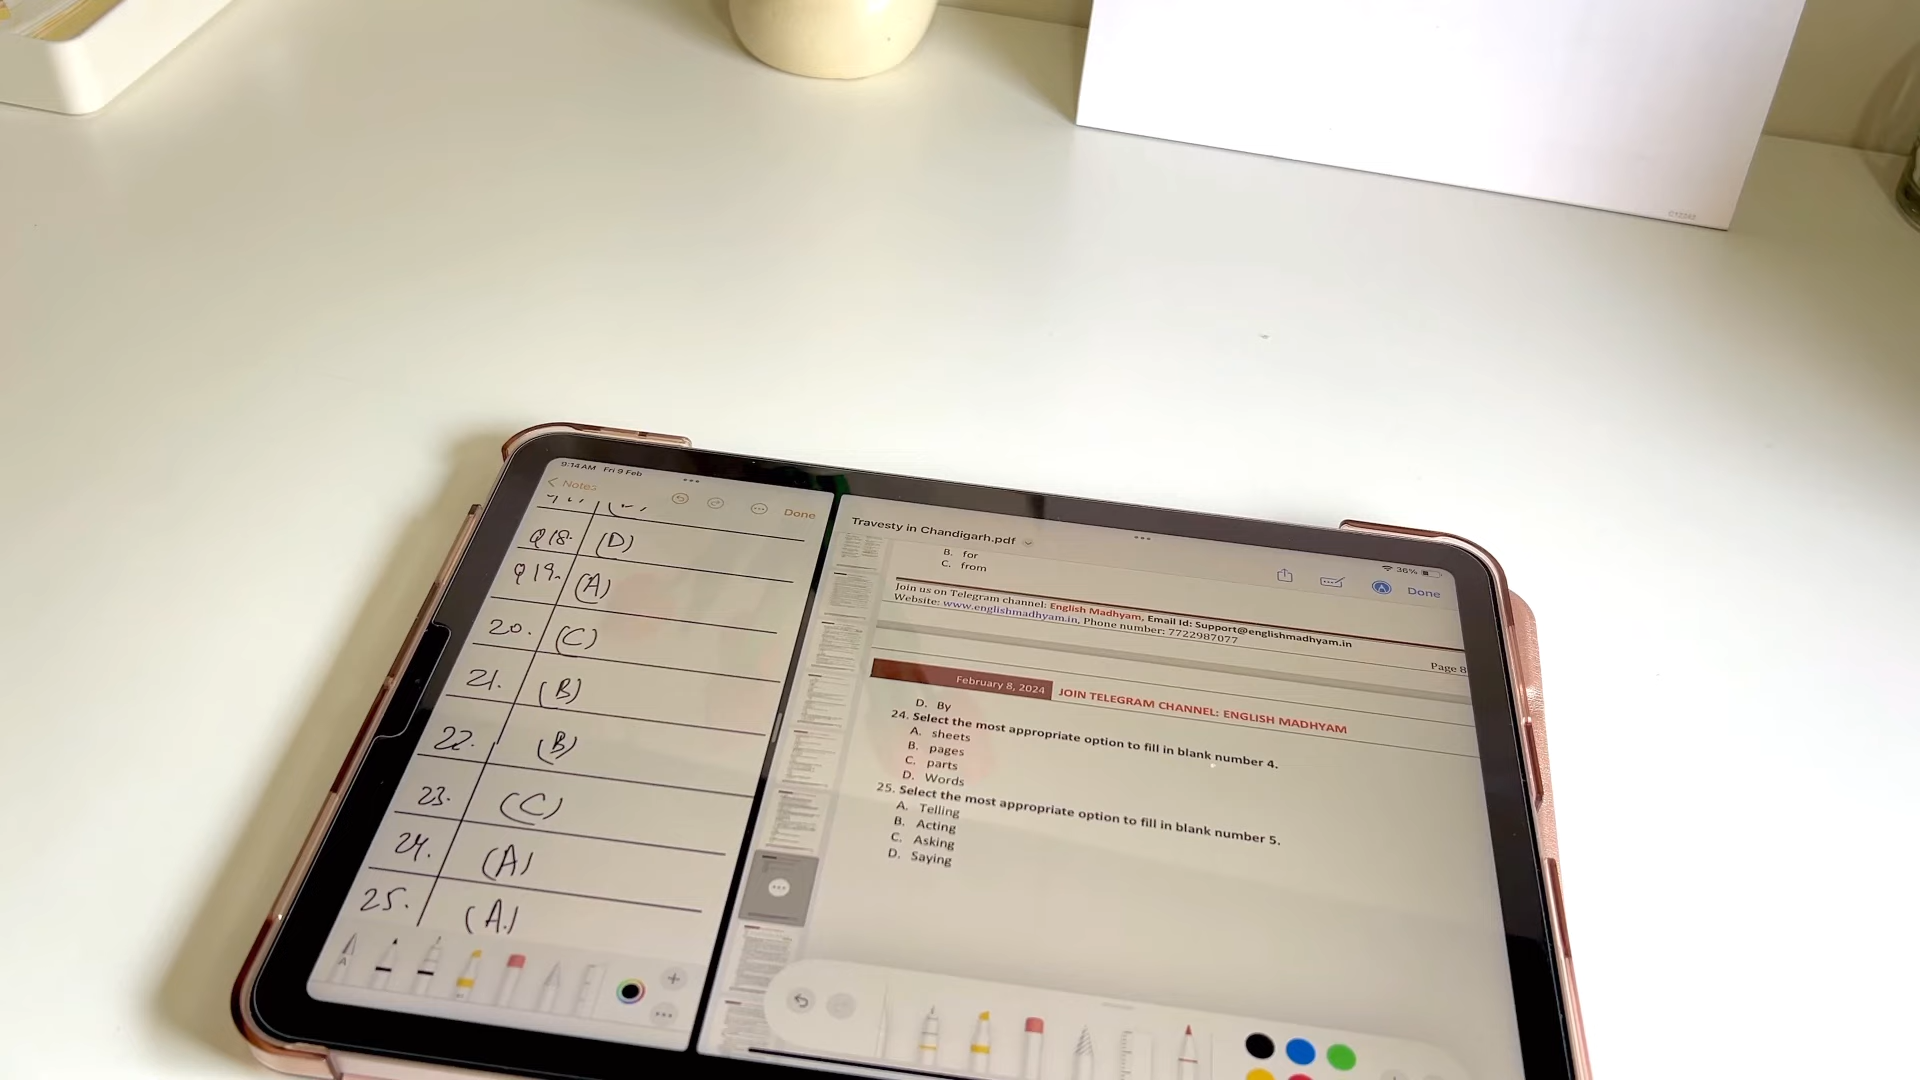 9:14 AM Fri 9 Feb
Notes
Done
Q18. (D)
Q19. (A)
20. (C)
21. (B)
22. (B)
23. (C)
24. (A)
25. (A)
36%
Travesty in Chandigarh.pdf
Done
B. for
C. from
Join us on Telegram channel: English Madhyam, Email Id: Support@englishmadhyam.in
Website: www.englishmadhyam.in, Phone number: 7722987077
Page 8
February 8, 2024 JOIN TELEGRAM CHANNEL: ENGLISH MADHYAM
D. By
24. Select the most appropriate option to fill in blank number 4.
A. sheets
B. pages
C. parts
D. Words
25. Select the most appropriate option to fill in blank number 5.
A. Telling
B. Acting
C. Asking
D. Saying